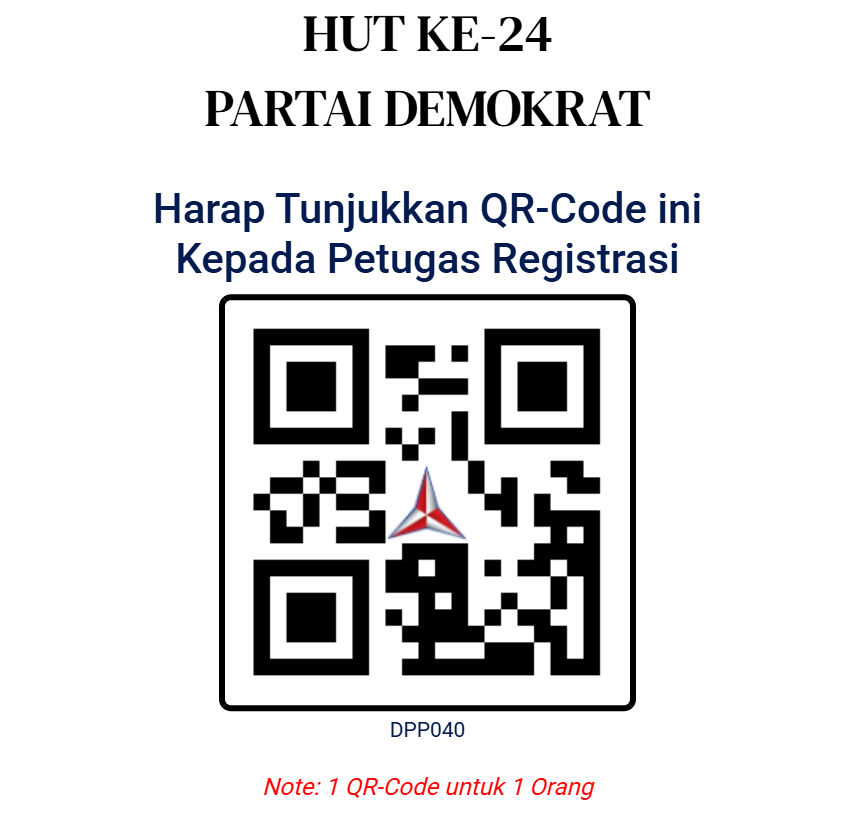 HUT KE-24
PARTAI DEMOKRAT
Harap Tunjukkan QR-Code ini
Kepada Petugas Registrasi
DPP040
Note: 1 QR-Code untuk 1 Orang